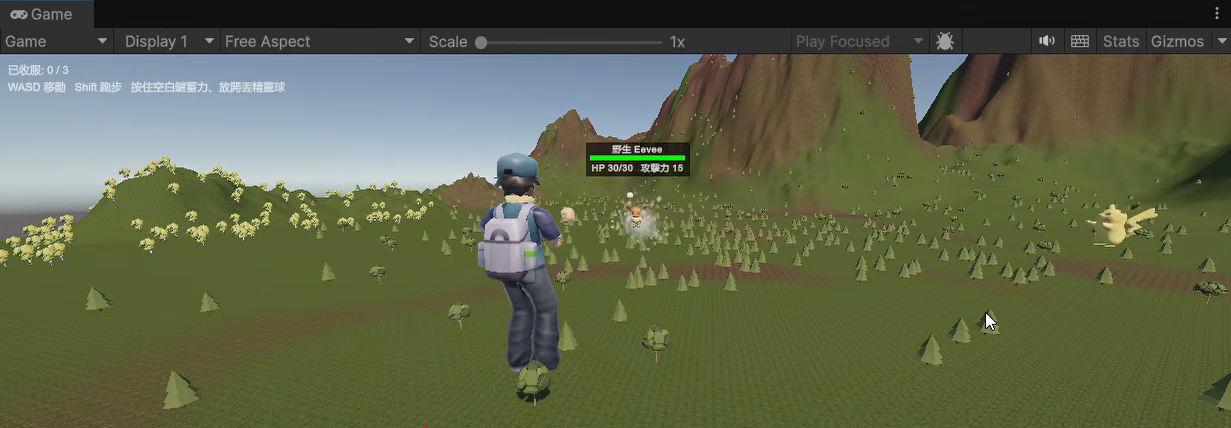 Game
Game Display 1 Free Aspect Scale 1x Play Focused Stats Gizmos
已收服: 0 / 3
WASD 移動 Shift 跑步 按住空白鍵蓄力、放開丟精靈球
野生 Eevee
HP 30/30 攻擊力 15